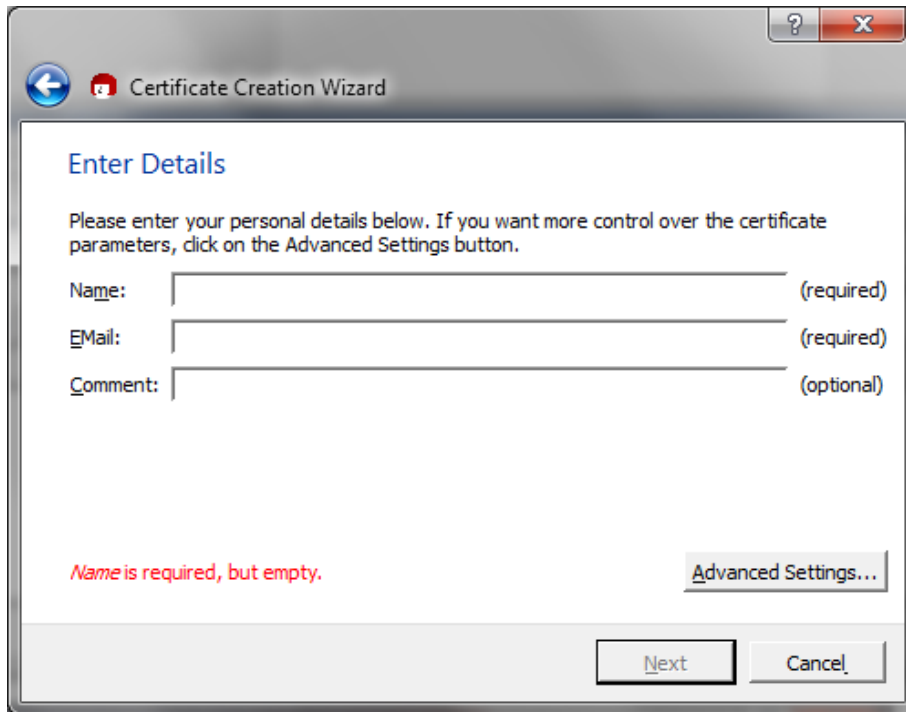 ?
X
Certificate Creation Wizard
Enter Details
Please enter your personal details below. If you want more control over the certificate
parameters, click on the Advanced Settings button.
Name: (required)
EMail: (required)
Comment: (optional)
Name is required, but empty.
Advanced Settings...
Next
Cancel